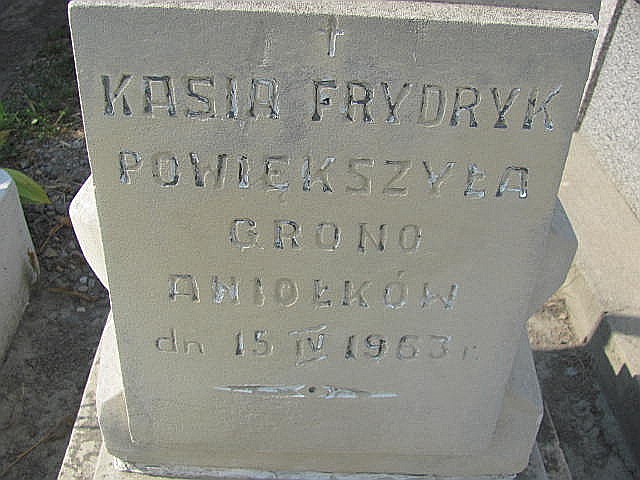 KASIA FRYDRYK
POWIĘKSZYŁA
GRONO
ANIOŁKÓW
dn 15 IV 1963 r